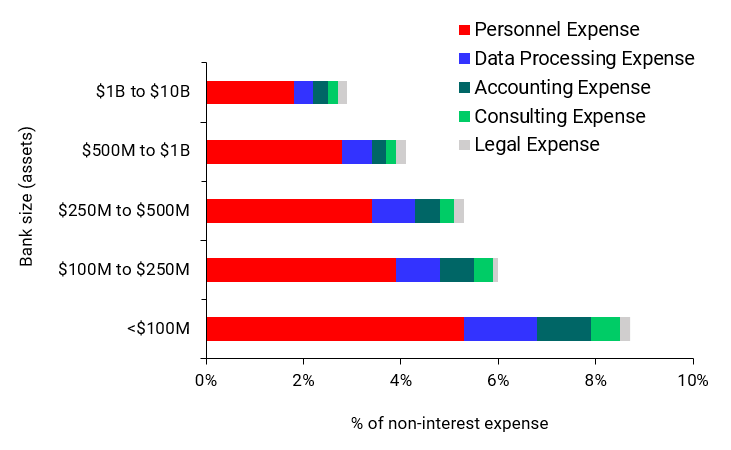 Personnel Expense
Data Processing Expense
Accounting Expense
Consulting Expense
Legal Expense
Bank size (assets)
$1B to $10B
$500M to $1B
$250M to $500M
$100M to $250M
<$100M
0% 2% 4% 6% 8% 10%
% of non-interest expense